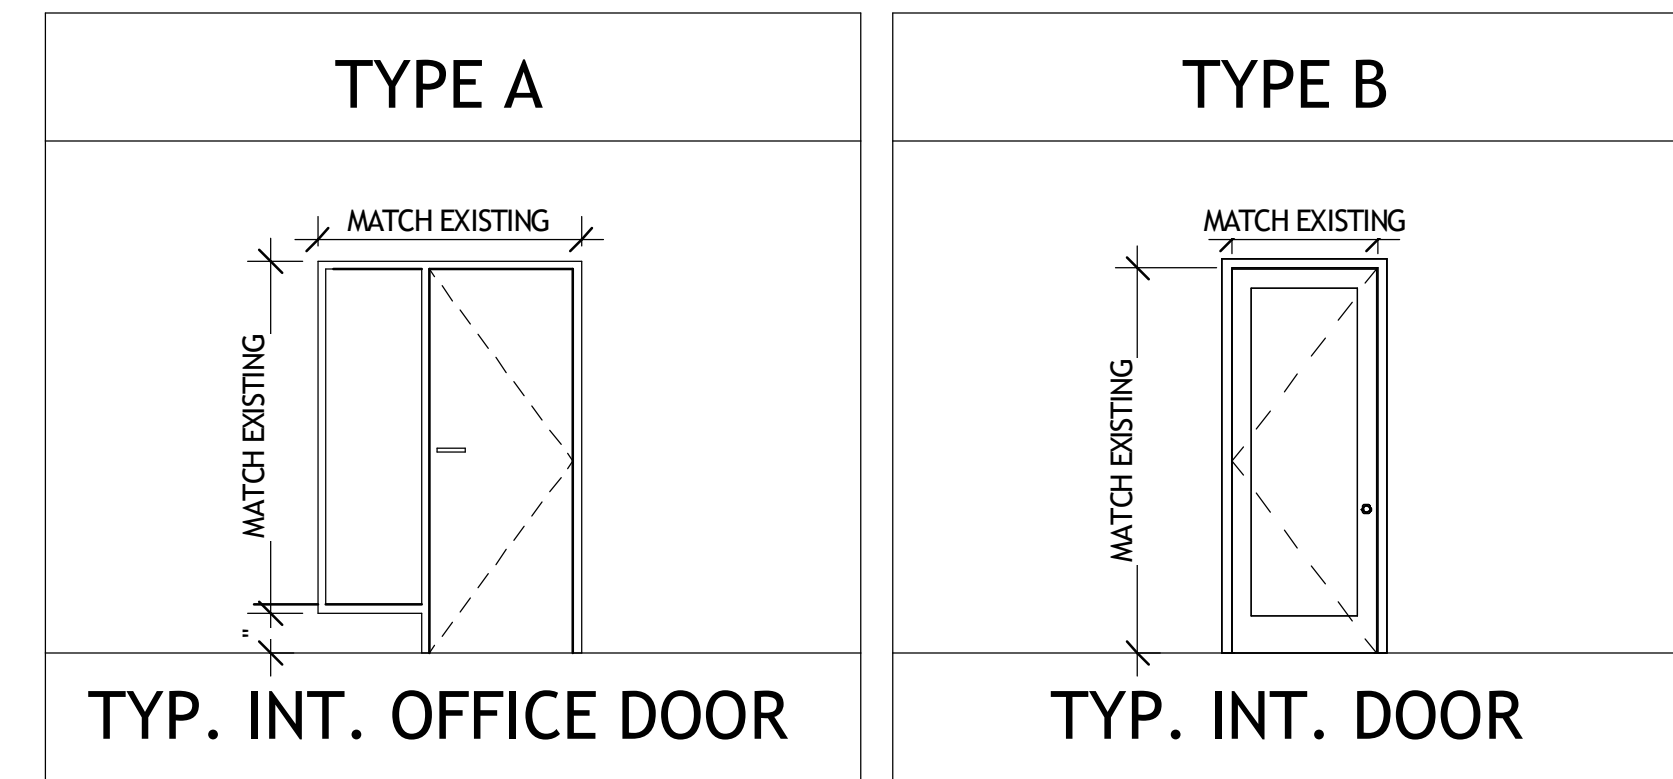 TYPE A
TYPE B
MATCH EXISTING
MATCH EXISTING
MATCH EXISTING
MATCH EXISTING
"
TYP. INT. OFFICE DOOR
TYP. INT. DOOR